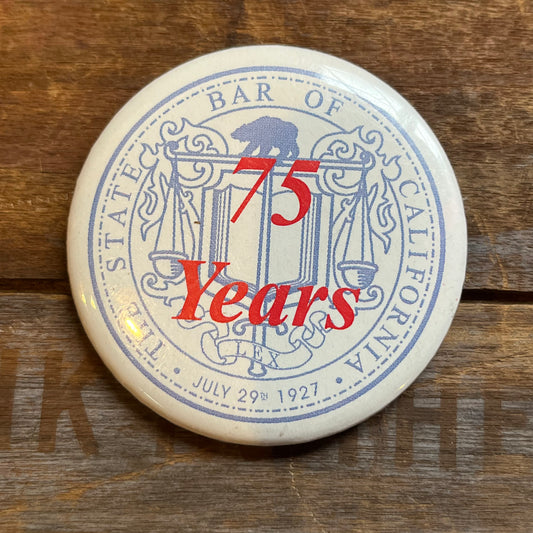 THE STATE BAR OF CALIFORNIA
75
Years
LEX
JULY 29TH 1927